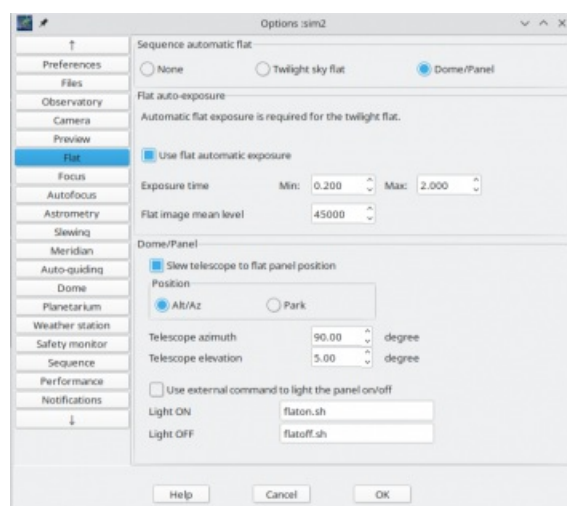 Options :sim2
↑
Preferences
Files
Observatory
Camera
Preview
Flat
Focus
Autofocus
Astrometry
Slewing
Meridian
Auto-guiding
Dome
Planetarium
Weather station
Safety monitor
Sequence
Performance
Notifications
↓
Sequence automatic flat
None Twilight sky flat Dome/Panel
Flat auto-exposure
Automatic flat exposure is required for the twilight flat.
Use flat automatic exposure
Exposure time Min: 0.200 Max: 2.000
Flat image mean level 45000
Dome/Panel
Slew telescope to flat panel position
Position
Alt/Az Park
Telescope azimuth 90.00 degree
Telescope elevation 5.00 degree
Use external command to light the panel on/off
Light ON flaton.sh
Light OFF flatoff.sh
Help Cancel OK